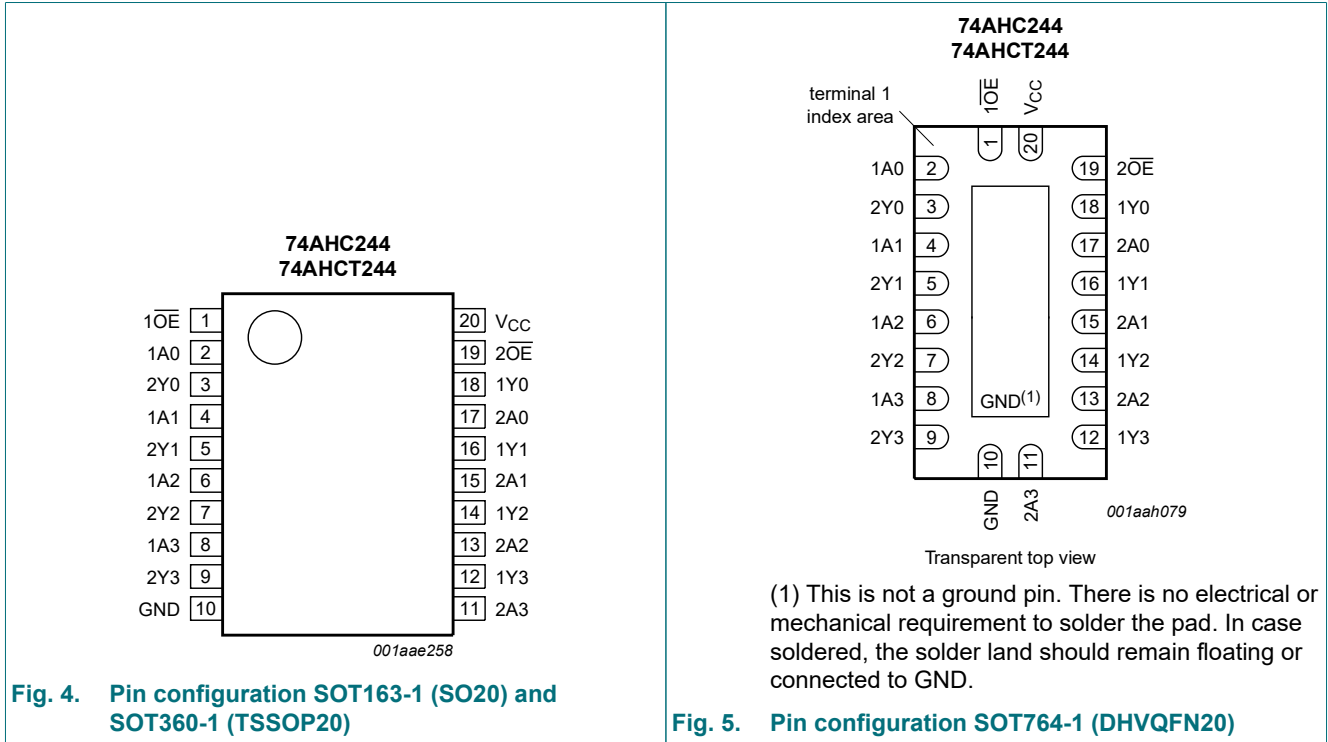 74AHC244
74AHCT244
1O̅E̅ 1
1A0 2
2Y0 3
1A1 4
2Y1 5
1A2 6
2Y2 7
1A3 8
2Y3 9
GND 10
20 VCC
19 2O̅E̅
18 1Y0
17 2A0
16 1Y1
15 2A1
14 1Y2
13 2A2
12 1Y3
11 2A3
001aae258
Fig. 4. Pin configuration SOT163-1 (SO20) and
SOT360-1 (TSSOP20)
74AHC244
74AHCT244
terminal 1
index area
1O̅E̅
VCC
1
20
1A0 2
2Y0 3
1A1 4
2Y1 5
1A2 6
2Y2 7
1A3 8
2Y3 9
19 2O̅E̅
18 1Y0
17 2A0
16 1Y1
15 2A1
14 1Y2
13 2A2
12 1Y3
GND(1)
10
11
GND
2A3
001aah079
Transparent top view
(1) This is not a ground pin. There is no electrical or
mechanical requirement to solder the pad. In case
soldered, the solder land should remain floating or
connected to GND.
Fig. 5. Pin configuration SOT764-1 (DHVQFN20)